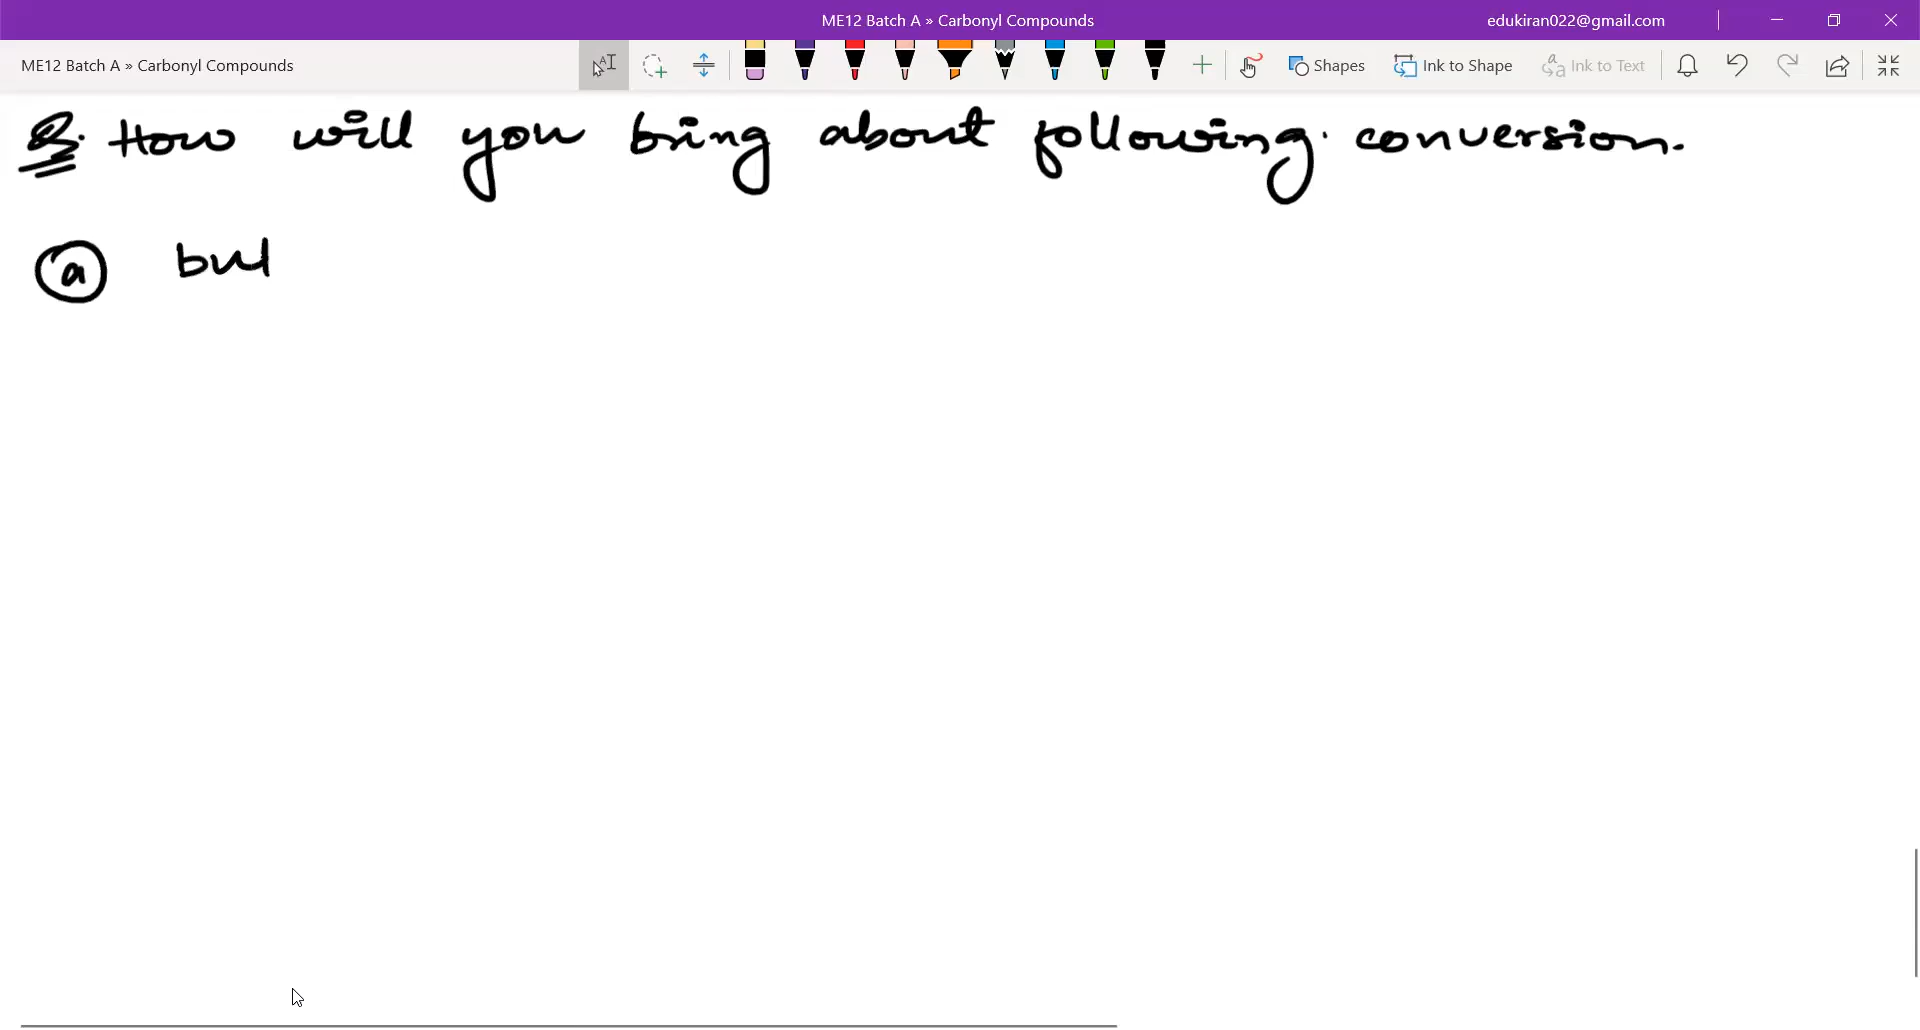 ME12 Batch A » Carbonyl Compounds
edukiran022@gmail.com
ME12 Batch A » Carbonyl Compounds
Shapes
Ink to Shape
Ink to Text
Q. How will you bring about following conversion.
(a) but